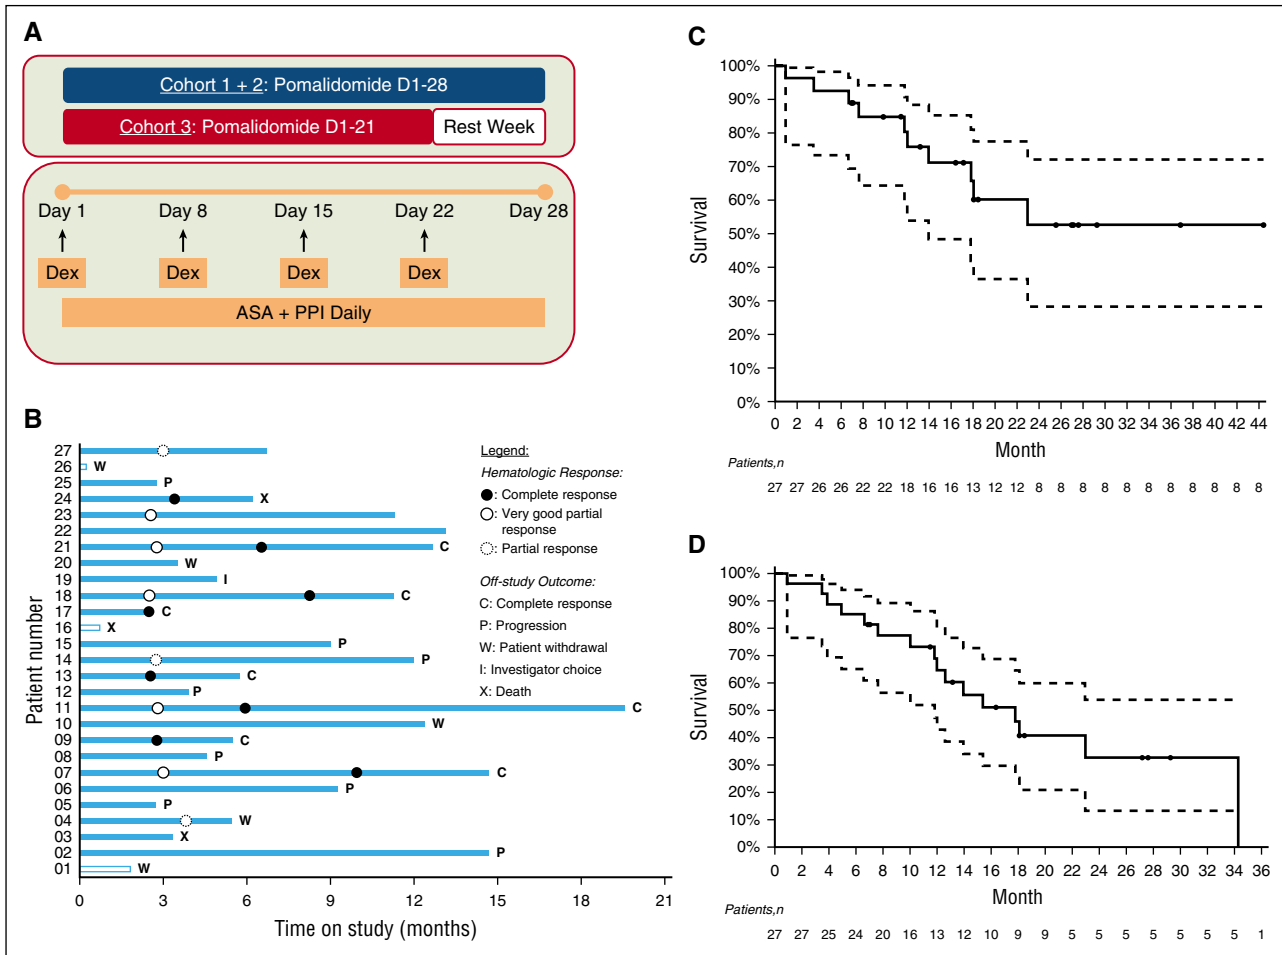 A
Cohort 1 + 2: Pomalidomide D1-28
Cohort 3: Pomalidomide D1-21
Rest Week
Day 1 Day 8 Day 15 Day 22 Day 28
Dex Dex Dex Dex
ASA + PPI Daily
B
Patient number
27
26 W
25 P
24 X
23
22
21 C
20 W
19 I
18 C
17 C
16 X
15 P
14 P
13 C
12 P
11 C
10 W
09 C
08 P
07 C
06 P
05 P
04 W
03 X
02 P
01 W
0 3 6 9 12 15 18 21
Time on study (months)
Legend:
Hematologic Response:
: Complete response
: Very good partial
response
: Partial response
Off-study Outcome:
C: Complete response
P: Progression
W: Patient withdrawal
I: Investigator choice
X: Death
C
Survival
100%
90%
80%
70%
60%
50%
40%
30%
20%
10%
0%
0 2 4 6 8 10 12 14 16 18 20 22 24 26 28 30 32 34 36 38 40 42 44
Month
Patients,n
27 27 26 26 22 22 18 16 16 13 12 12 8 8 8 8 8 8 8 8 8 8 8
D
Survival
100%
90%
80%
70%
60%
50%
40%
30%
20%
10%
0%
0 2 4 6 8 10 12 14 16 18 20 22 24 26 28 30 32 34 36
Month
Patients,n
27 27 25 24 20 16 13 12 10 9 9 5 5 5 5 5 5 5 1